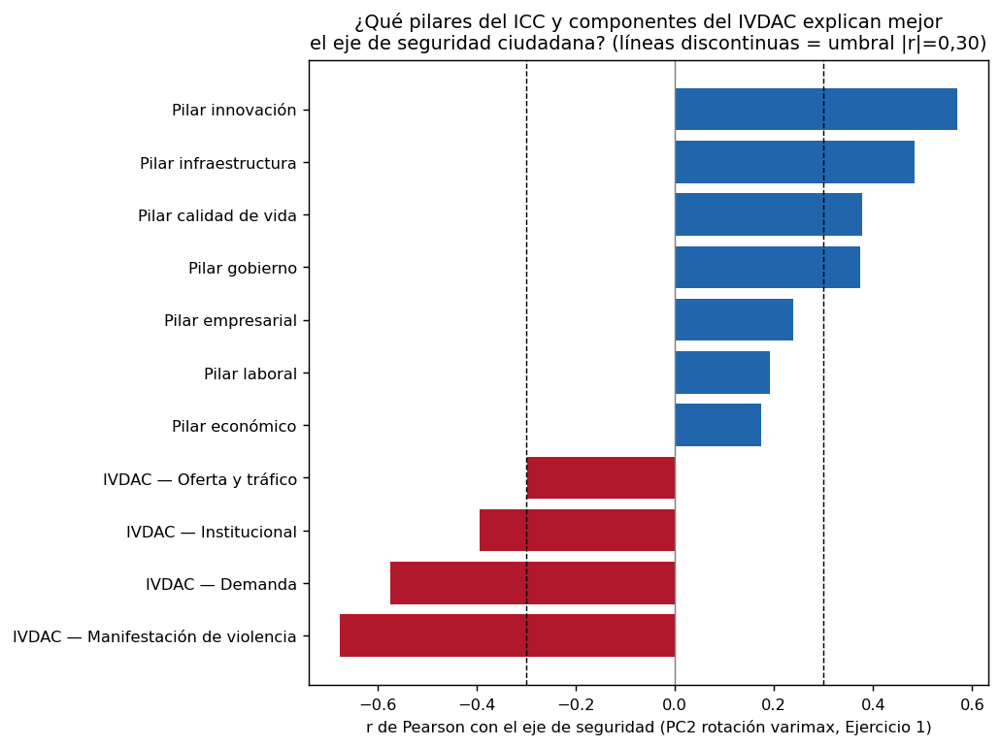 ¿Qué pilares del ICC y componentes del IVDAC explican mejor
el eje de seguridad ciudadana? (líneas discontinuas = umbral |r|=0,30)
Pilar innovación
Pilar infraestructura
Pilar calidad de vida
Pilar gobierno
Pilar empresarial
Pilar laboral
Pilar económico
IVDAC — Oferta y tráfico
IVDAC — Institucional
IVDAC — Demanda
IVDAC — Manifestación de violencia
−0.6 −0.4 −0.2 0.0 0.2 0.4 0.6
r de Pearson con el eje de seguridad (PC2 rotación varimax, Ejercicio 1)